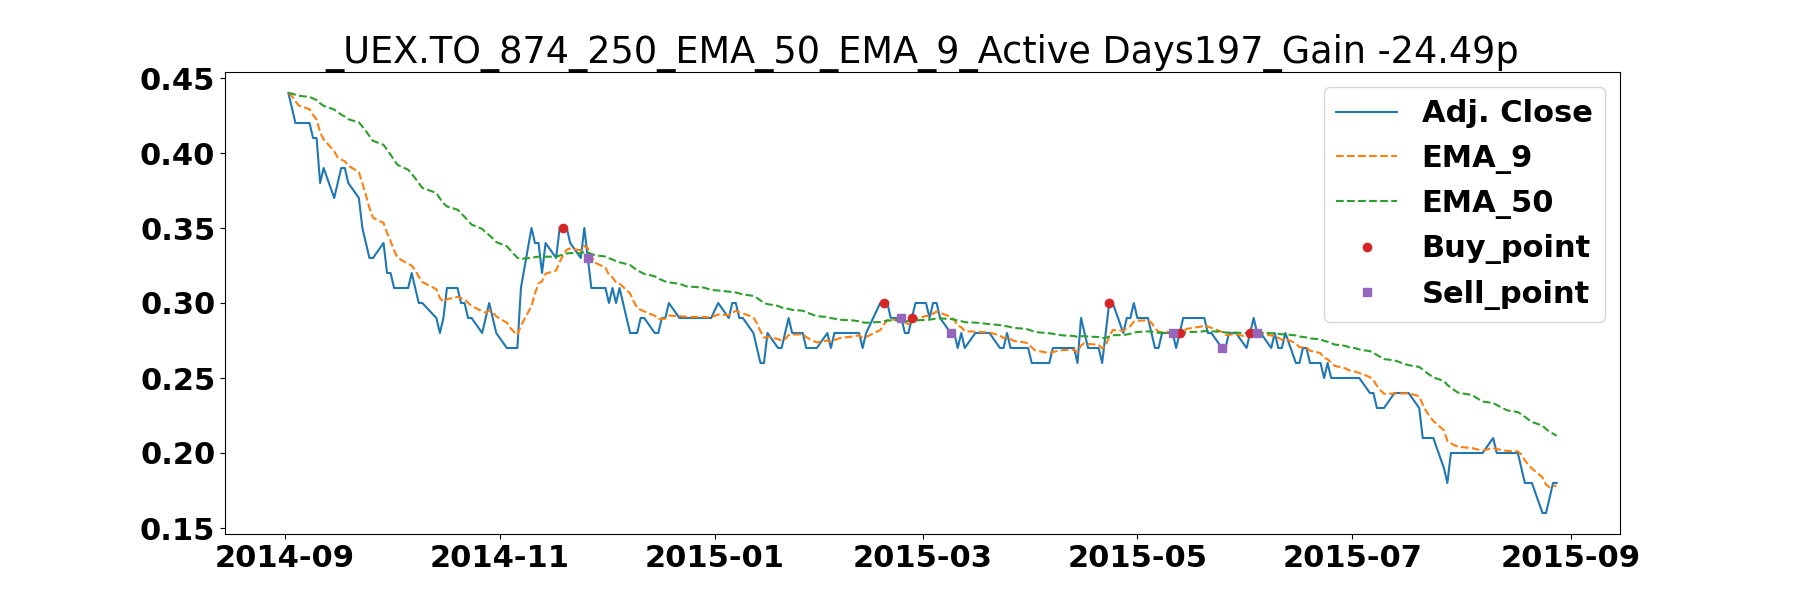 _UEX.TO_874_250_EMA_50_EMA_9_Active Days197_Gain -24.49p
0.45
0.40
0.35
0.30
0.25
0.20
0.15
Adj. Close
EMA_9
EMA_50
Buy_point
Sell_point
2014-09 2014-11 2015-01 2015-03 2015-05 2015-07 2015-09